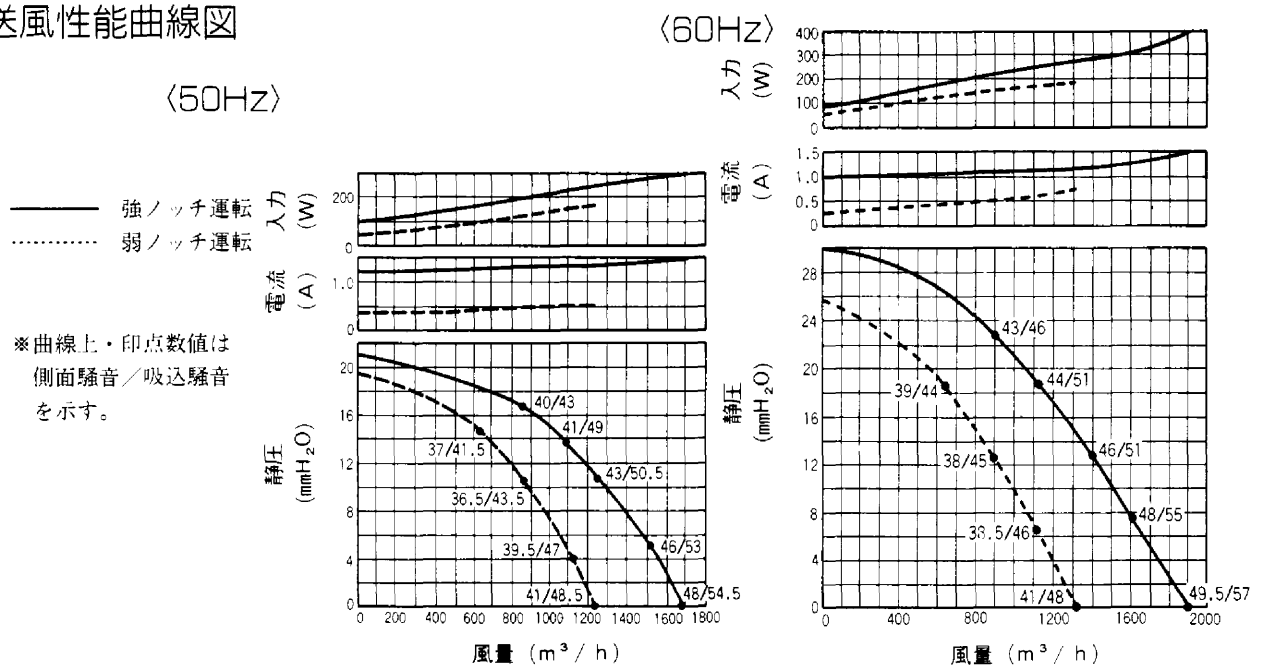 送風性能曲線図
〈50Hz〉
強ノッチ運転
弱ノッチ運転
※曲線上・印点数値は
側面騒音／吸込騒音
を示す。
入力
(W)
200
0
電流
(A)
1.0
0
静圧
(mmH₂O)
20
16
12
8
4
0
40/43
41/49
37/41.5
43/50.5
36.5/43.5
39.5/47
46/53
41/48.5
48/54.5
0 200 400 600 800 1000 1200 1400 1600 1800
風量 (m³/h)
〈60Hz〉
入力
(W)
400
300
200
100
0
電流
(A)
1.5
1.0
0.5
0
静圧
(mmH₂O)
28
24
20
16
12
8
4
0
43/46
44/51
39/44
46/51
38/45
48/55
38.5/46
41/48
49.5/57
0 400 800 1200 1600 2000
風量 (m³/h)